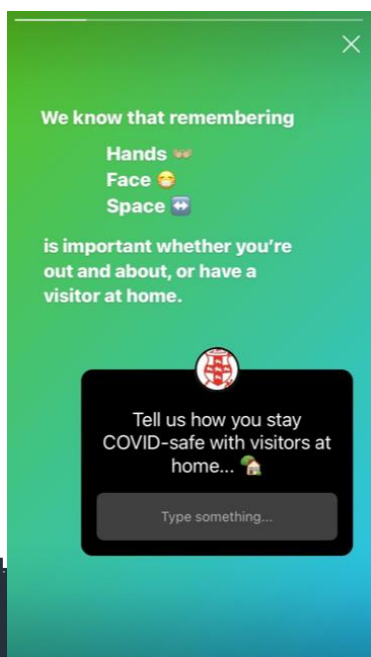 We know that remembering
Hands 👐🏼
Face 😷
Space ↔️
is important whether you're
out and about, or have a
visitor at home.
Tell us how you stay
COVID-safe with visitors at
home... 🏡
Type something...